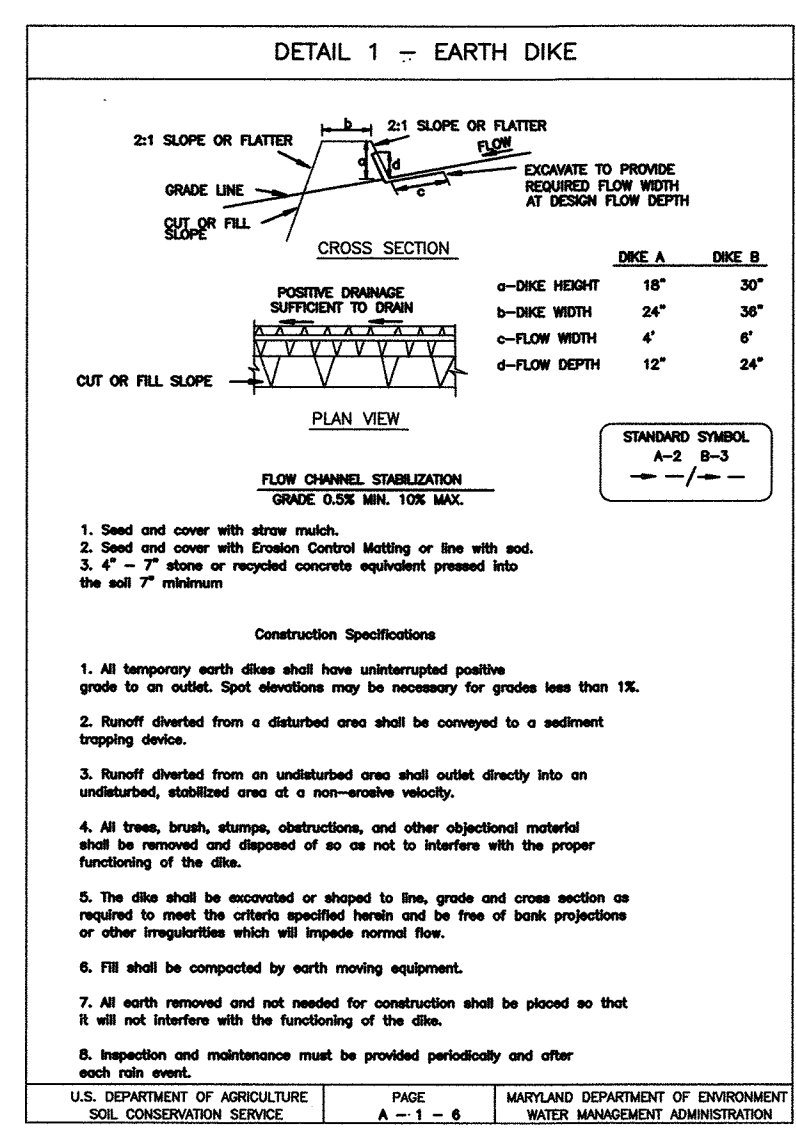 DETAIL 1 - EARTH DIKE
b
2:1 SLOPE OR FLATTER
2:1 SLOPE OR FLATTER
FLOW
a
d
EXCAVATE TO PROVIDE
REQUIRED FLOW WIDTH
AT DESIGN FLOW DEPTH
GRADE LINE
c
CUT OR FILL
SLOPE
CROSS SECTION
DIKE A DIKE B
a-DIKE HEIGHT 18" 30"
b-DIKE WIDTH 24" 36"
c-FLOW WIDTH 4' 6'
d-FLOW DEPTH 12" 24"
POSITIVE DRAINAGE
SUFFICIENT TO DRAIN
CUT OR FILL SLOPE
PLAN VIEW
STANDARD SYMBOL
A-2 B-3
FLOW CHANNEL STABILIZATION
GRADE 0.5% MIN. 10% MAX.
1. Seed and cover with straw mulch.
2. Seed and cover with Erosion Control Matting or line with sod.
3. 4" - 7" stone or recycled concrete equivalent pressed into
the soil 7" minimum
Construction Specifications
1. All temporary earth dikes shall have uninterrupted positive
grade to an outlet. Spot elevations may be necessary for grades less than 1%.
2. Runoff diverted from a disturbed area shall be conveyed to a sediment
trapping device.
3. Runoff diverted from an undisturbed area shall outlet directly into an
undisturbed, stabilized area at a non-erosive velocity.
4. All trees, brush, stumps, obstructions, and other objectional material
shall be removed and disposed of so as not to interfere with the proper
functioning of the dike.
5. The dike shall be excavated or shaped to line, grade and cross section as
required to meet the criteria specified herein and be free of bank projections
or other irregularities which will impede normal flow.
6. Fill shall be compacted by earth moving equipment.
7. All earth removed and not needed for construction shall be placed so that
it will not interfere with the functioning of the dike.
8. Inspection and maintenance must be provided periodically and after
each rain event.
U.S. DEPARTMENT OF AGRICULTURE
SOIL CONSERVATION SERVICE
PAGE
A - 1 - 6
MARYLAND DEPARTMENT OF ENVIRONMENT
WATER MANAGEMENT ADMINISTRATION